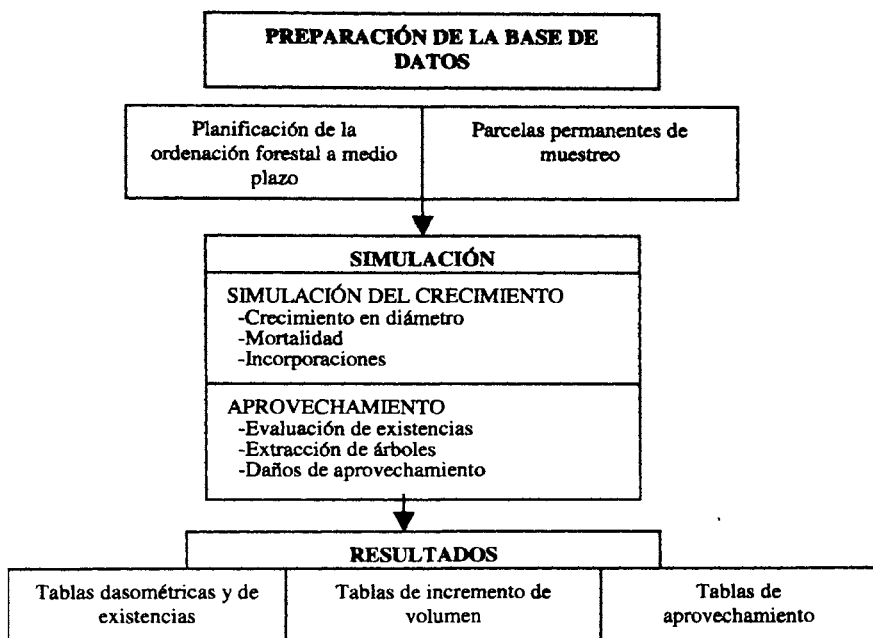 PREPARACIÓN DE LA BASE DE
DATOS
Planificación de la
ordenación forestal a medio
plazo
Parcelas permanentes de
muestreo
SIMULACIÓN
SIMULACIÓN DEL CRECIMIENTO
-Crecimiento en diámetro
-Mortalidad
-Incorporaciones
APROVECHAMIENTO
-Evaluación de existencias
-Extracción de árboles
-Daños de aprovechamiento
RESULTADOS
Tablas dasométricas y de
existencias
Tablas de incremento de
volumen
Tablas de
aprovechamiento